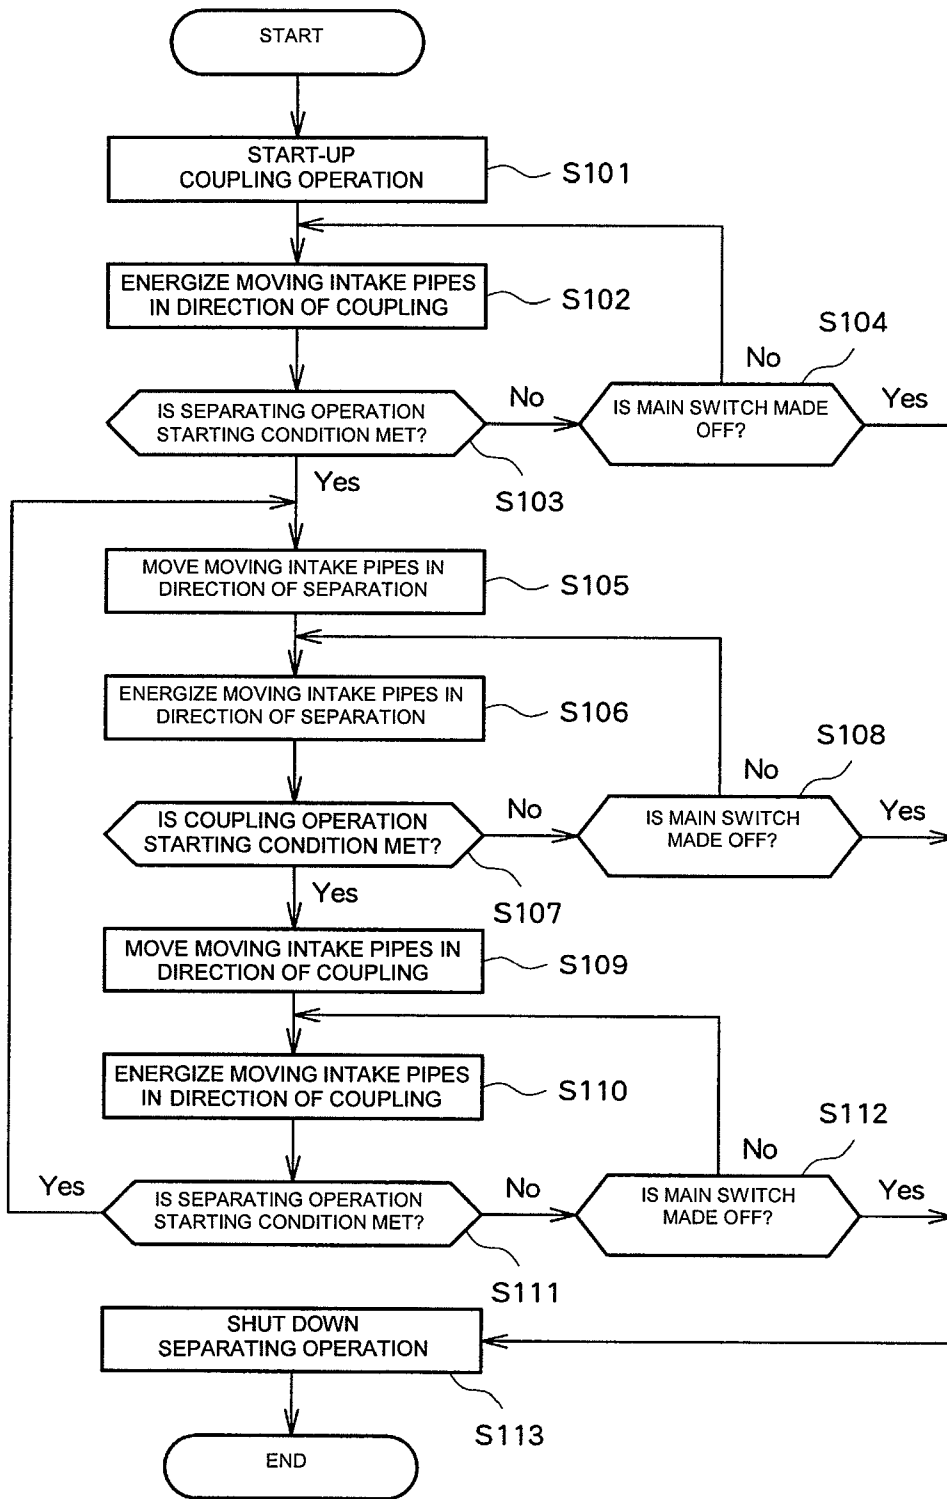 START
START-UP
COUPLING OPERATION
S101
ENERGIZE MOVING INTAKE PIPES
IN DIRECTION OF COUPLING
S102
S104
No
IS SEPARATING OPERATION
STARTING CONDITION MET?
No
IS MAIN SWITCH MADE
OFF?
Yes
Yes
S103
MOVE MOVING INTAKE PIPES IN
DIRECTION OF SEPARATION
S105
ENERGIZE MOVING INTAKE PIPES IN
DIRECTION OF SEPARATION
S106
S108
No
IS COUPLING OPERATION
STARTING CONDITION MET?
No
IS MAIN SWITCH
MADE OFF?
Yes
Yes
S107
MOVE MOVING INTAKE PIPES IN
DIRECTION OF COUPLING
S109
ENERGIZE MOVING INTAKE PIPES
IN DIRECTION OF COUPLING
S110
S112
No
Yes
IS SEPARATING OPERATION
STARTING CONDITION MET?
No
IS MAIN SWITCH
MADE OFF?
Yes
S111
SHUT DOWN
SEPARATING OPERATION
S113
END